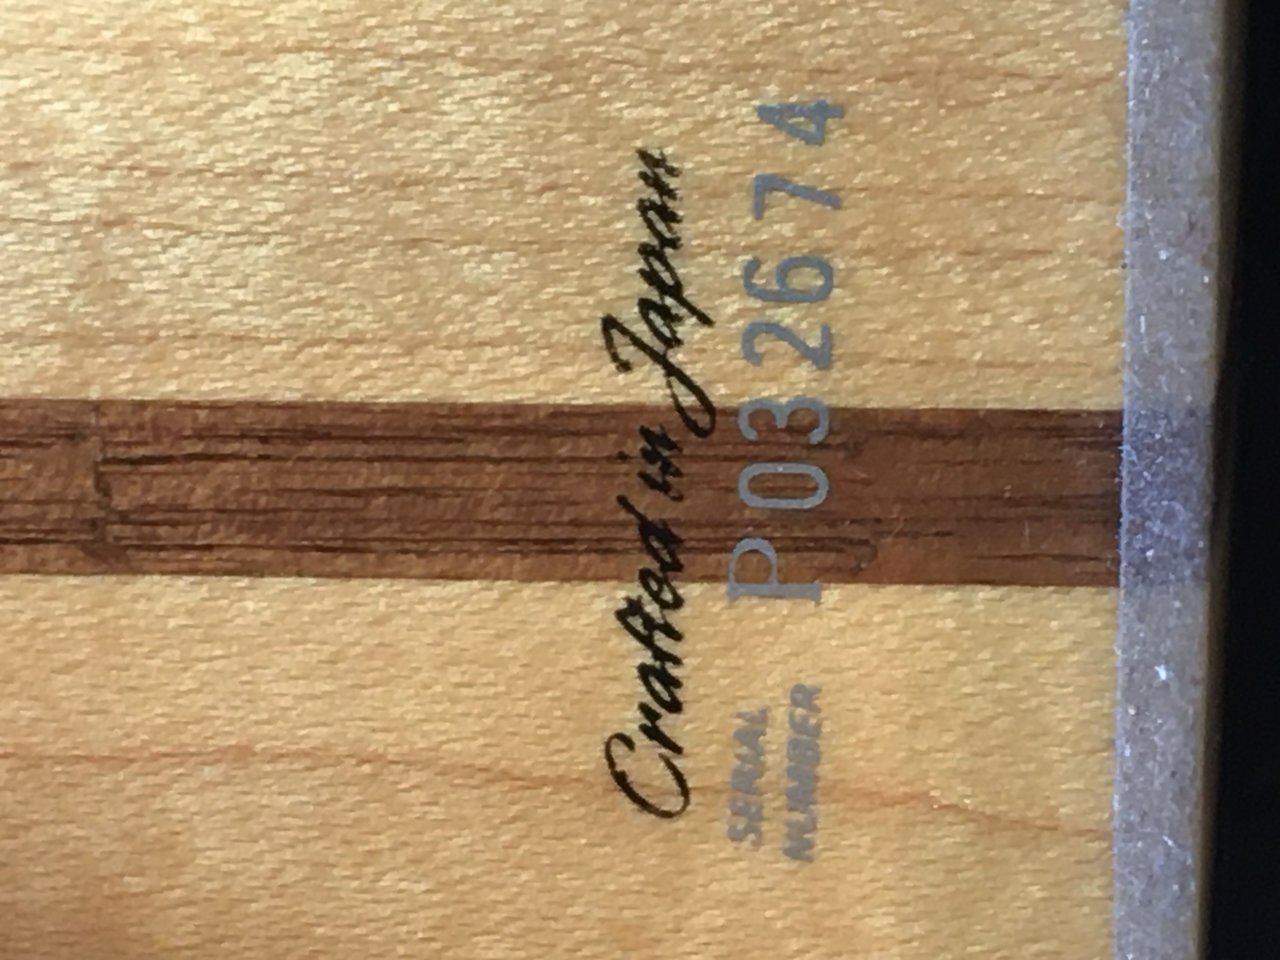 Crafted in Japan
SERIAL
NUMBER
P032674